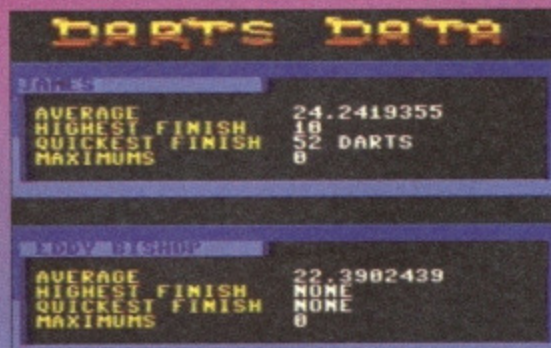 DARTS DATA
JAMES
AVERAGE 24.2419355
HIGHEST FINISH 10
QUICKEST FINISH 52 DARTS
MAXIMUMS 0
EDDY BISHOP
AVERAGE 22.3902439
HIGHEST FINISH NONE
QUICKEST FINISH NONE
MAXIMUMS 0